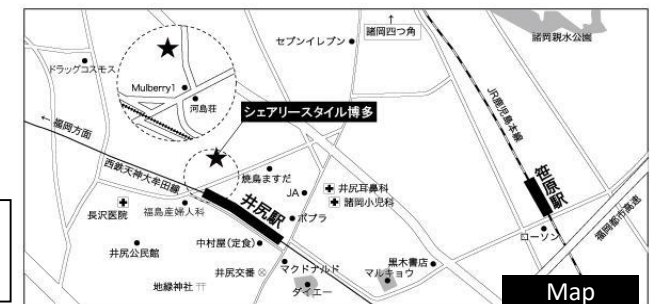 ↑
諸岡四つ角
諸岡親水公園
セブンイレブン
ドラッグコスモス
Mulberry1
河島荘
シェアリースタイル博多
JR鹿児島本線
← 福岡方面
西鉄天神大牟田線
焼鳥ますだ
JA
井尻耳鼻科
諸岡小児科
笹原駅
福岡都市高速
長沢医院
福島産婦人科
井尻駅
ポプラ
ローソン
井尻公民館
中村屋(定食)
黒木書店
井尻交番
マクドナルド
マルキョウ
地緑神社
ダイエー
Map